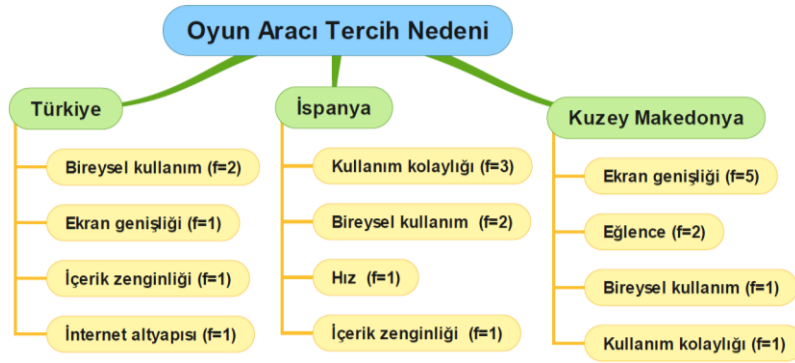 Oyun Aracı Tercih Nedeni
Türkiye
Bireysel kullanım (f=2)
Ekran genişliği (f=1)
İçerik zenginliği (f=1)
İnternet altyapısı (f=1)
İspanya
Kullanım kolaylığı (f=3)
Bireysel kullanım (f=2)
Hız (f=1)
İçerik zenginliği (f=1)
Kuzey Makedonya
Ekran genişliği (f=5)
Eğlence (f=2)
Bireysel kullanım (f=1)
Kullanım kolaylığı (f=1)